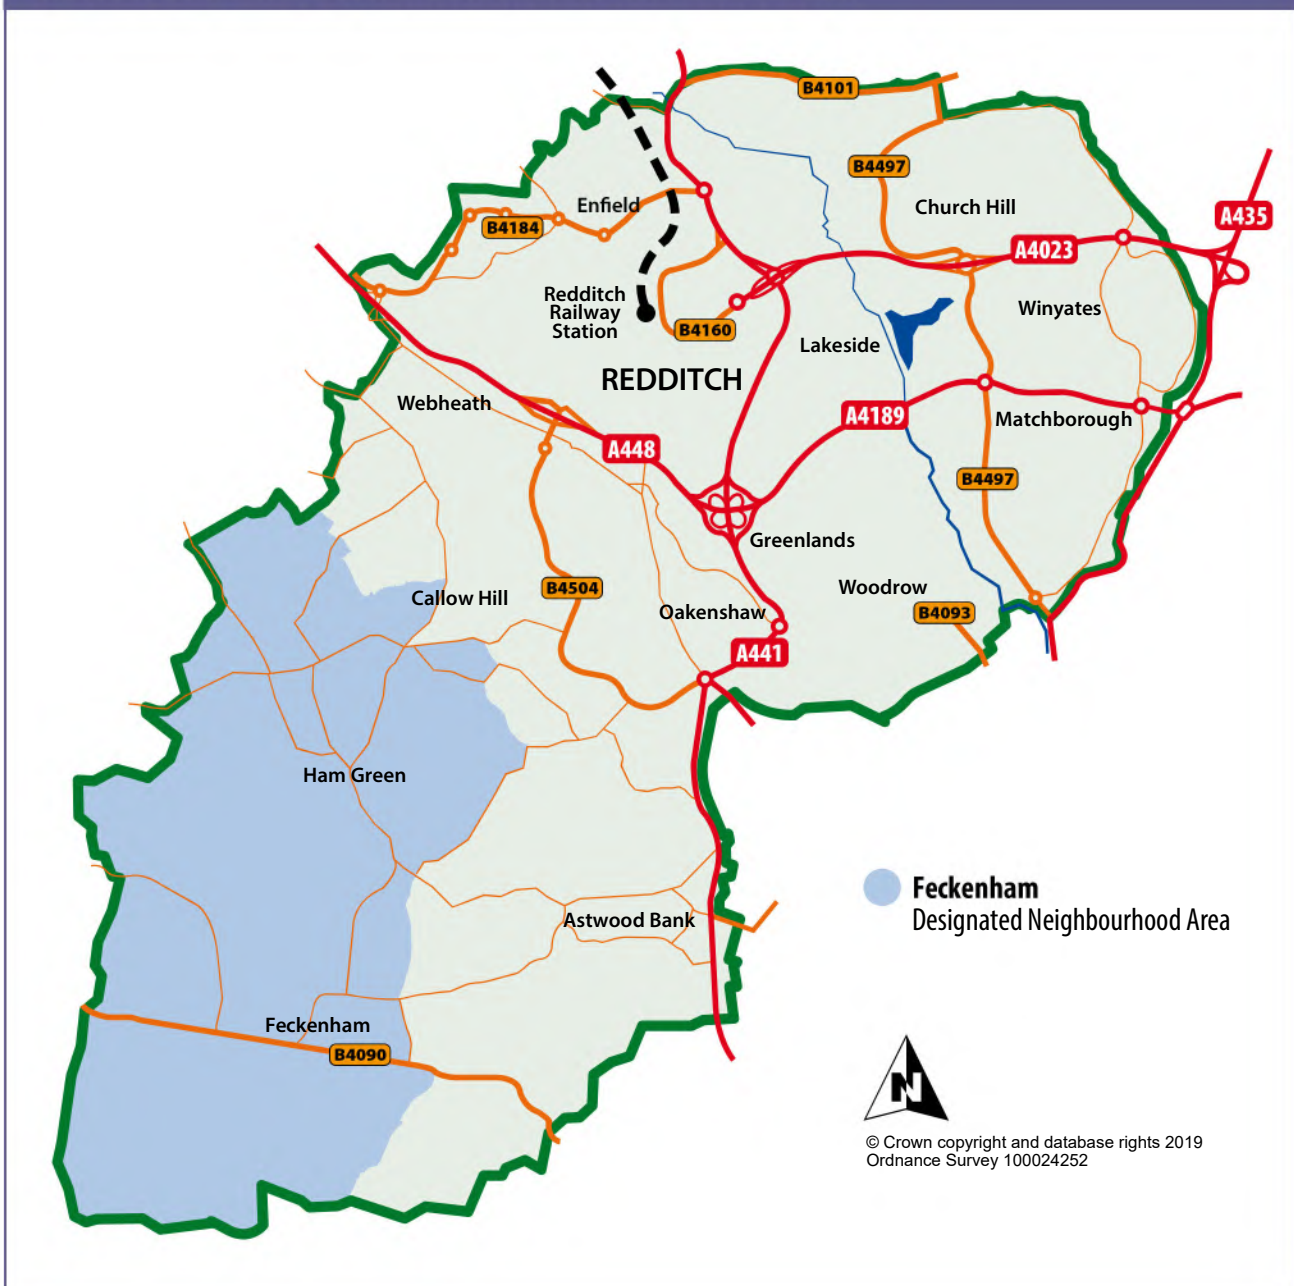 B4101
B4497
Enfield
Church Hill
A435
B4184
A4023
Redditch
Railway
Station
Winyates
B4160
Lakeside
REDDITCH
Webheath
A4189
Matchborough
A448
B4497
Greenlands
B4504
Woodrow
Callow Hill
Oakenshaw
B4093
A441
Ham Green
Feckenham
Designated Neighbourhood Area
Astwood Bank
Feckenham
B4090
N
© Crown copyright and database rights 2019
Ordnance Survey 100024252